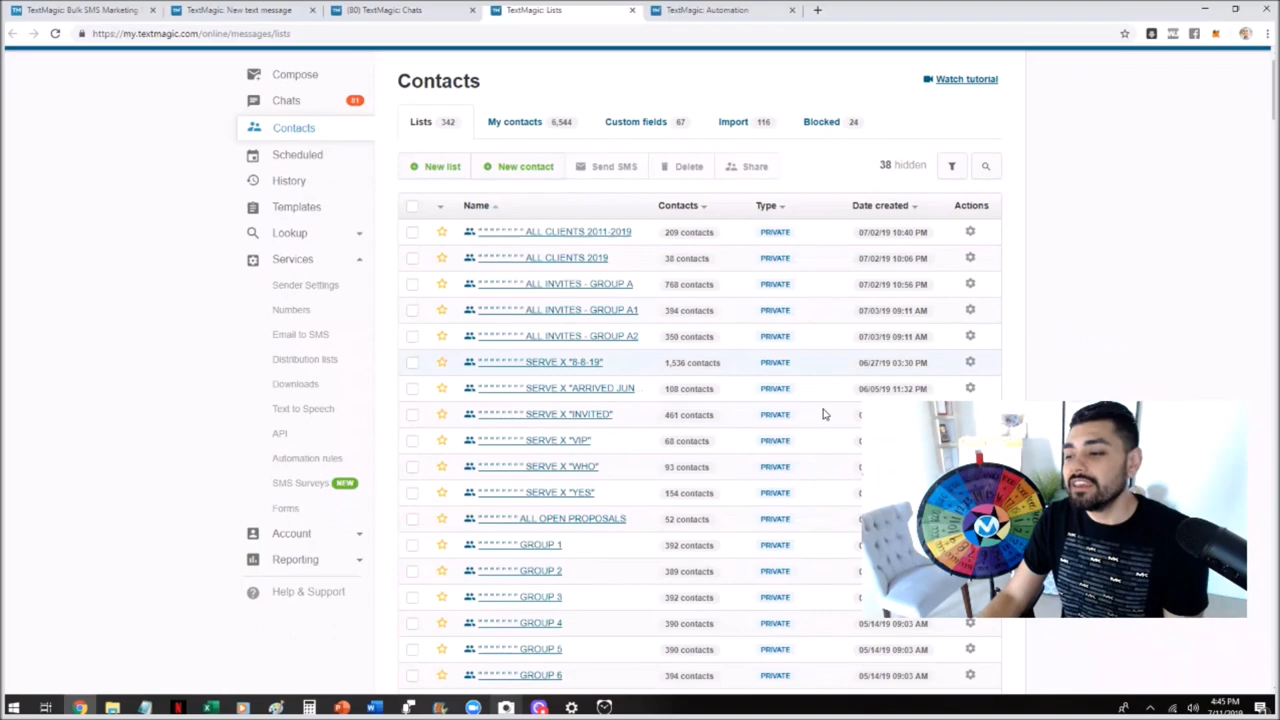 TextMagic: Bulk SMS Marketing
TextMagic: New text message
(80) TextMagic: Chats
TextMagic: Lists
TextMagic: Automation
https://my.textmagic.com/online/messages/lists
Compose
Chats 81
Contacts
Scheduled
History
Templates
Lookup
Services
Sender Settings
Numbers
Email to SMS
Distribution lists
Downloads
Text to Speech
API
Automation rules
SMS Surveys NEW
Forms
Account
Reporting
Help & Support
Contacts
Watch tutorial
Lists 342 My contacts 6,544 Custom fields 67 Import 116 Blocked 24
New list New contact Send SMS Delete Share 38 hidden
Name Contacts Type Date created Actions
ALL CLIENTS 2011-2019 209 contacts PRIVATE 07/02/19 10:40 PM
ALL CLIENTS 2019 38 contacts PRIVATE 07/02/19 10:06 PM
ALL INVITES - GROUP A 768 contacts PRIVATE 07/02/19 10:56 PM
ALL INVITES - GROUP A1 394 contacts PRIVATE 07/03/19 09:11 AM
ALL INVITES - GROUP A2 350 contacts PRIVATE 07/03/19 09:11 AM
SERVE X "8-8-19" 1,536 contacts PRIVATE 06/27/19 03:30 PM
SERVE X "ARRIVED JUN... 108 contacts PRIVATE 06/05/19 11:32 PM
SERVE X "INVITED" 461 contacts PRIVATE
SERVE X "VIP" 68 contacts PRIVATE
SERVE X "WHO" 93 contacts PRIVATE
SERVE X "YES" 154 contacts PRIVATE
ALL OPEN PROPOSALS 52 contacts PRIVATE
GROUP 1 392 contacts PRIVATE
GROUP 2 389 contacts PRIVATE
GROUP 3 392 contacts PRIVATE
GROUP 4 390 contacts PRIVATE 05/14/19 09:03 AM
GROUP 5 390 contacts PRIVATE 05/14/19 09:03 AM
GROUP 6 394 contacts PRIVATE 05/14/19 09:03 AM
4:45 PM
7/11/2019